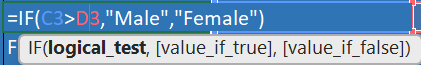 =IF(C3>D3,"Male","Female")
F IF(logical_test, [value_if_true], [value_if_false])